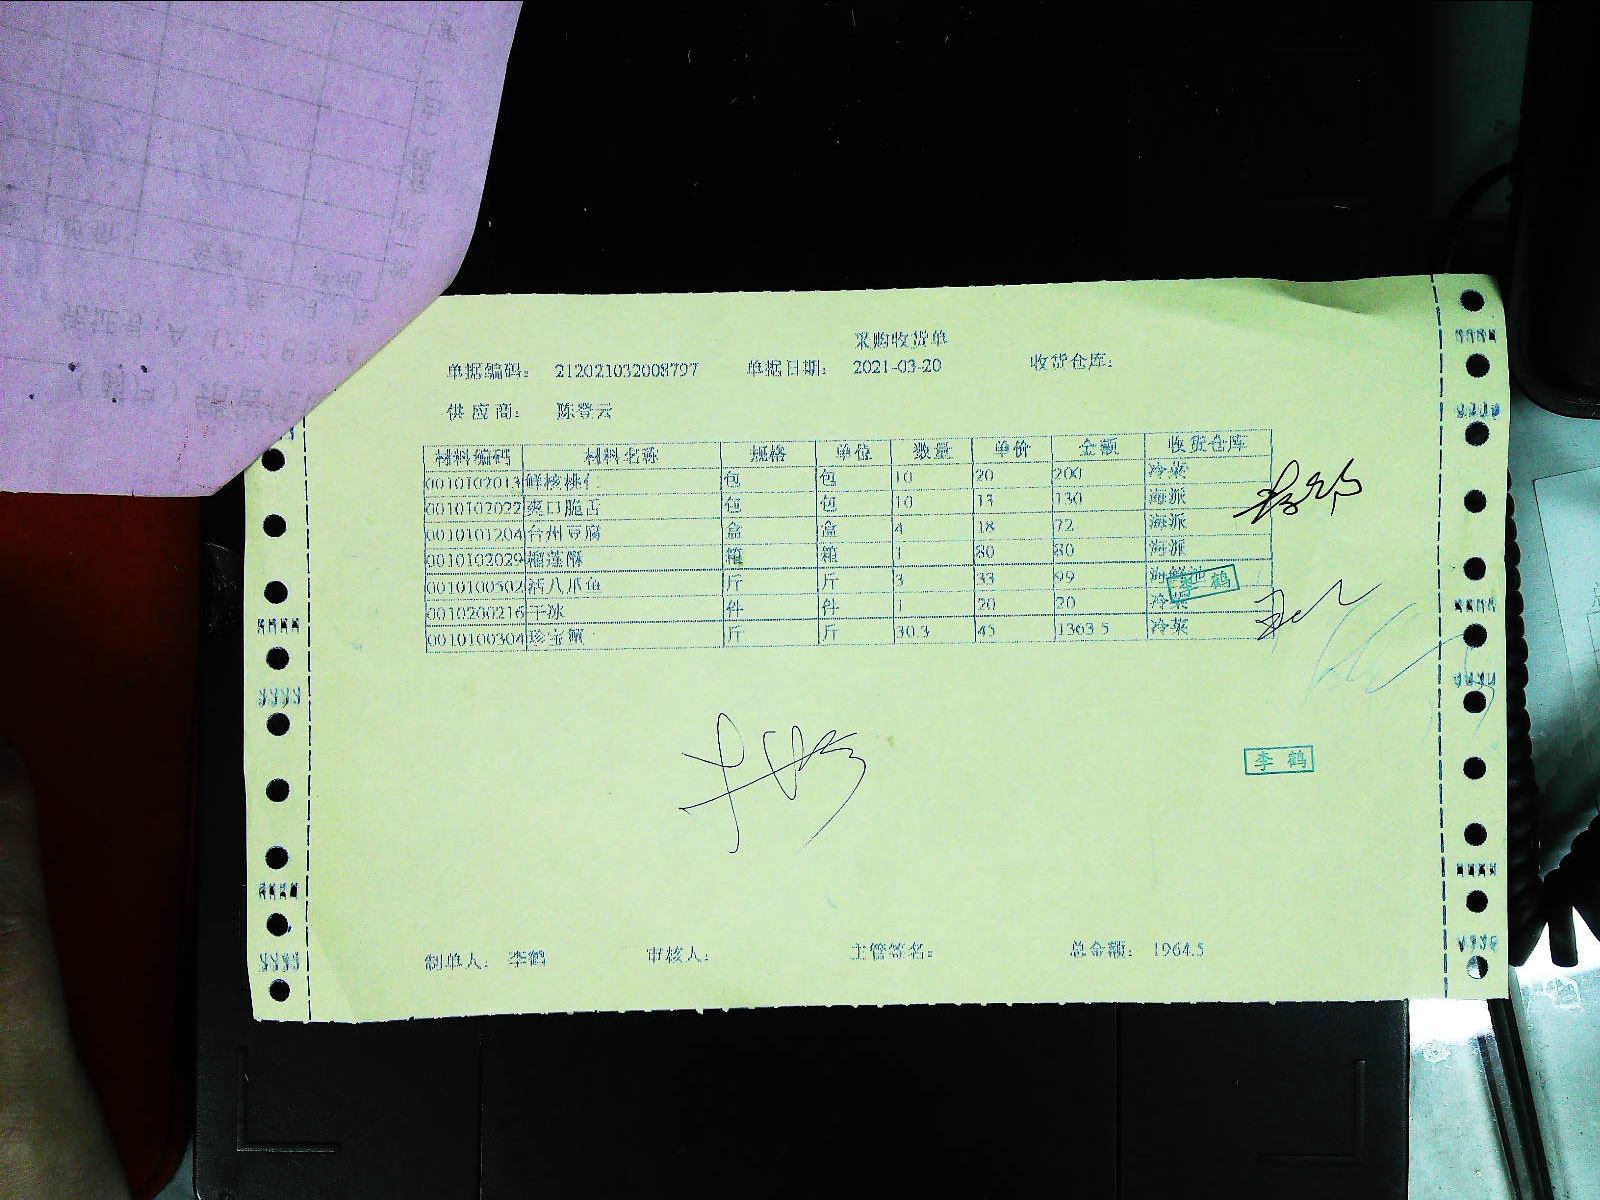 采购收货单
单据编码： 212021032008797 单据日期： 2021-03-20 收货仓库：
供应商： 陈登云
材料编码 材料名称 规格 单位 数量 单价 金额 收货仓库
0010102013 鲜核桃仁 包 包 10 20 200 冷菜
0010102022 爽口脆舌 包 包 10 13 130 海派
0010101204 台州豆腐 盒 盒 4 18 72 海派
0010102029 榴莲酥 箱 箱 1 80 80 海派
0010100502 活八爪鱼 斤 斤 3 33 99 海鲜池
0010200216 干冰 件 件 1 20 20 冷菜
0010100304 珍宝蟹 斤 斤 30.3 45 1363.5 冷菜
李鹤
李鹤
制单人： 李鹤 审核人： 主管签名： 总金额： 1964.5